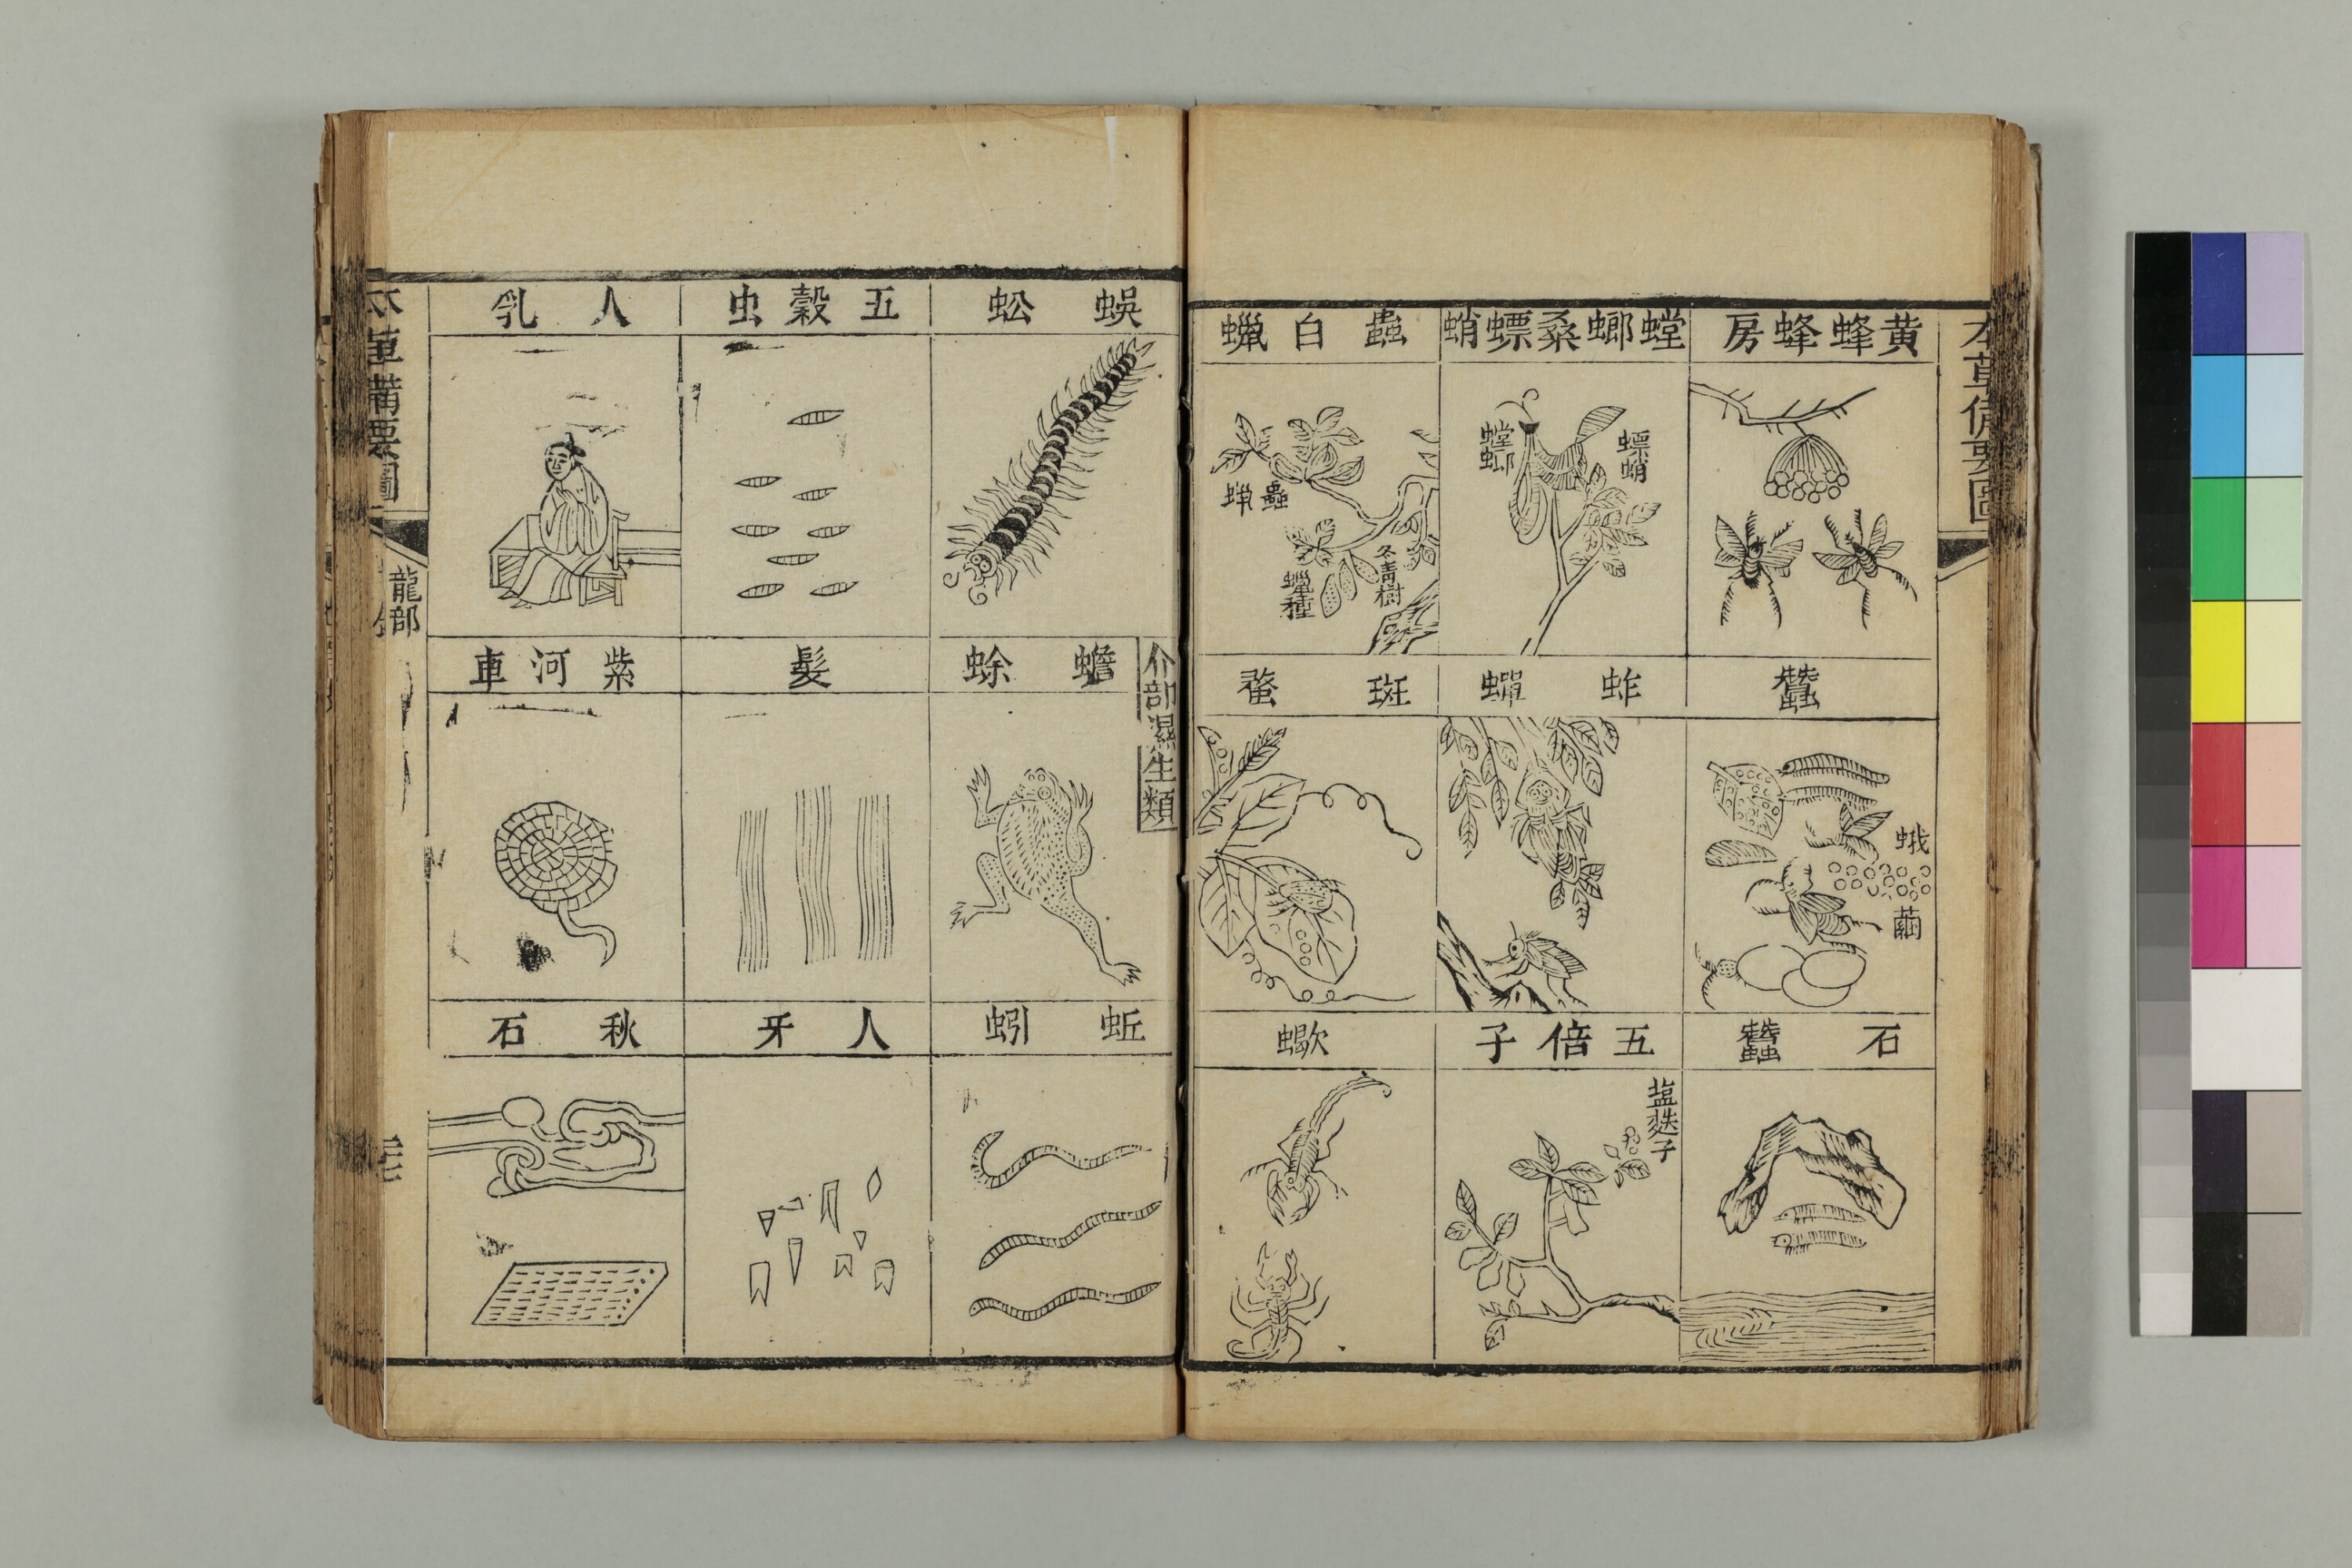 本草備要圖
黃蜂蜂房
螳螂桑螵蛸
螳螂
螵蛸
蟲白蠟
蟲蠟
蠟種
冬青樹
蠶
蛾
繭
蚱蟬
斑蝥
石蠶
五倍子
塩麩子
蠍
蜈蚣
五穀虫
人乳
介部濕生類
蟾蜍
髮
紫河車
蚯蚓
人牙
秋石
本草備要圖
龍部